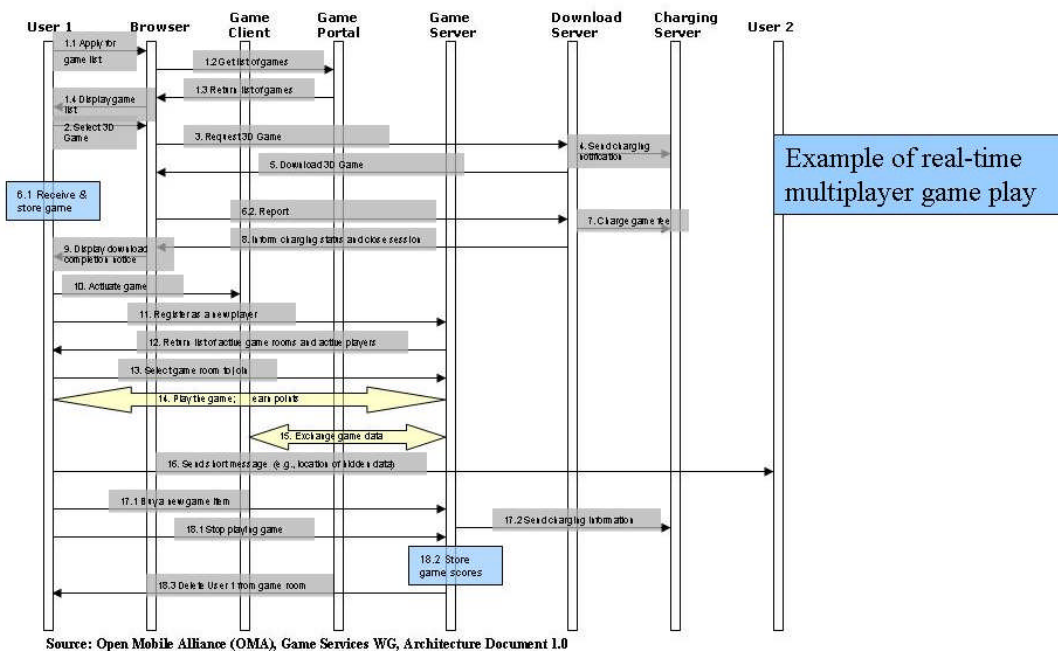 User 1
Browser
Game
Client
Game
Portal
Game
Server
Download
Server
Charging
Server
User 2
1.1 Apply for
game list
1.2 Get list of games
1.3 Return list of games
1.4 Display game
list
2. Select 3D
Game
3. Request 3D Game
4. Send charging
notification
5. Download 3D Game
Example of real-time
multiplayer game play
6.1 Receive &
store game
6.2. Report
7. Charge game fee
8. Inform charging status and close session
9. Display download
completion notice
10. Activate game
11. Register as a new player
12. Return list of active game rooms and active players
13. Select game room to join
14. Play the game; earn points
15. Exchange game data
16. Send short message (e.g., location of hidden data)
17.1 Buy a new game item
17.2 Send charging information
18.1 Stop playing game
18.2 Store
game scores
18.3 Delete User 1 from game room
Source: Open Mobile Alliance (OMA), Game Services WG, Architecture Document 1.0